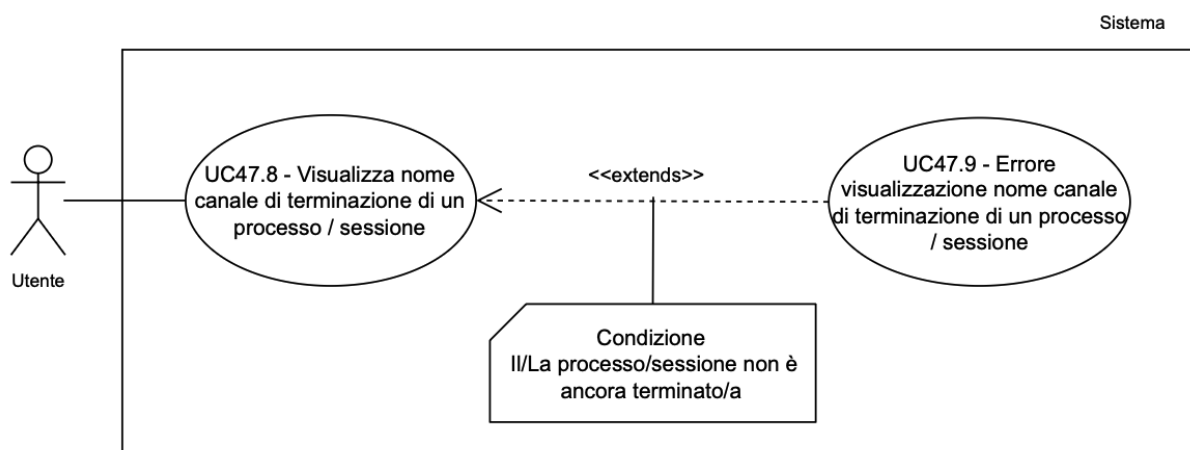 Sistema
UC47.8 - Visualizza nome
canale di terminazione di un
processo / sessione
<<extends>>
UC47.9 - Errore
visualizzazione nome canale
di terminazione di un processo
/ sessione
Utente
Condizione
Il/La processo/sessione non è
ancora terminato/a